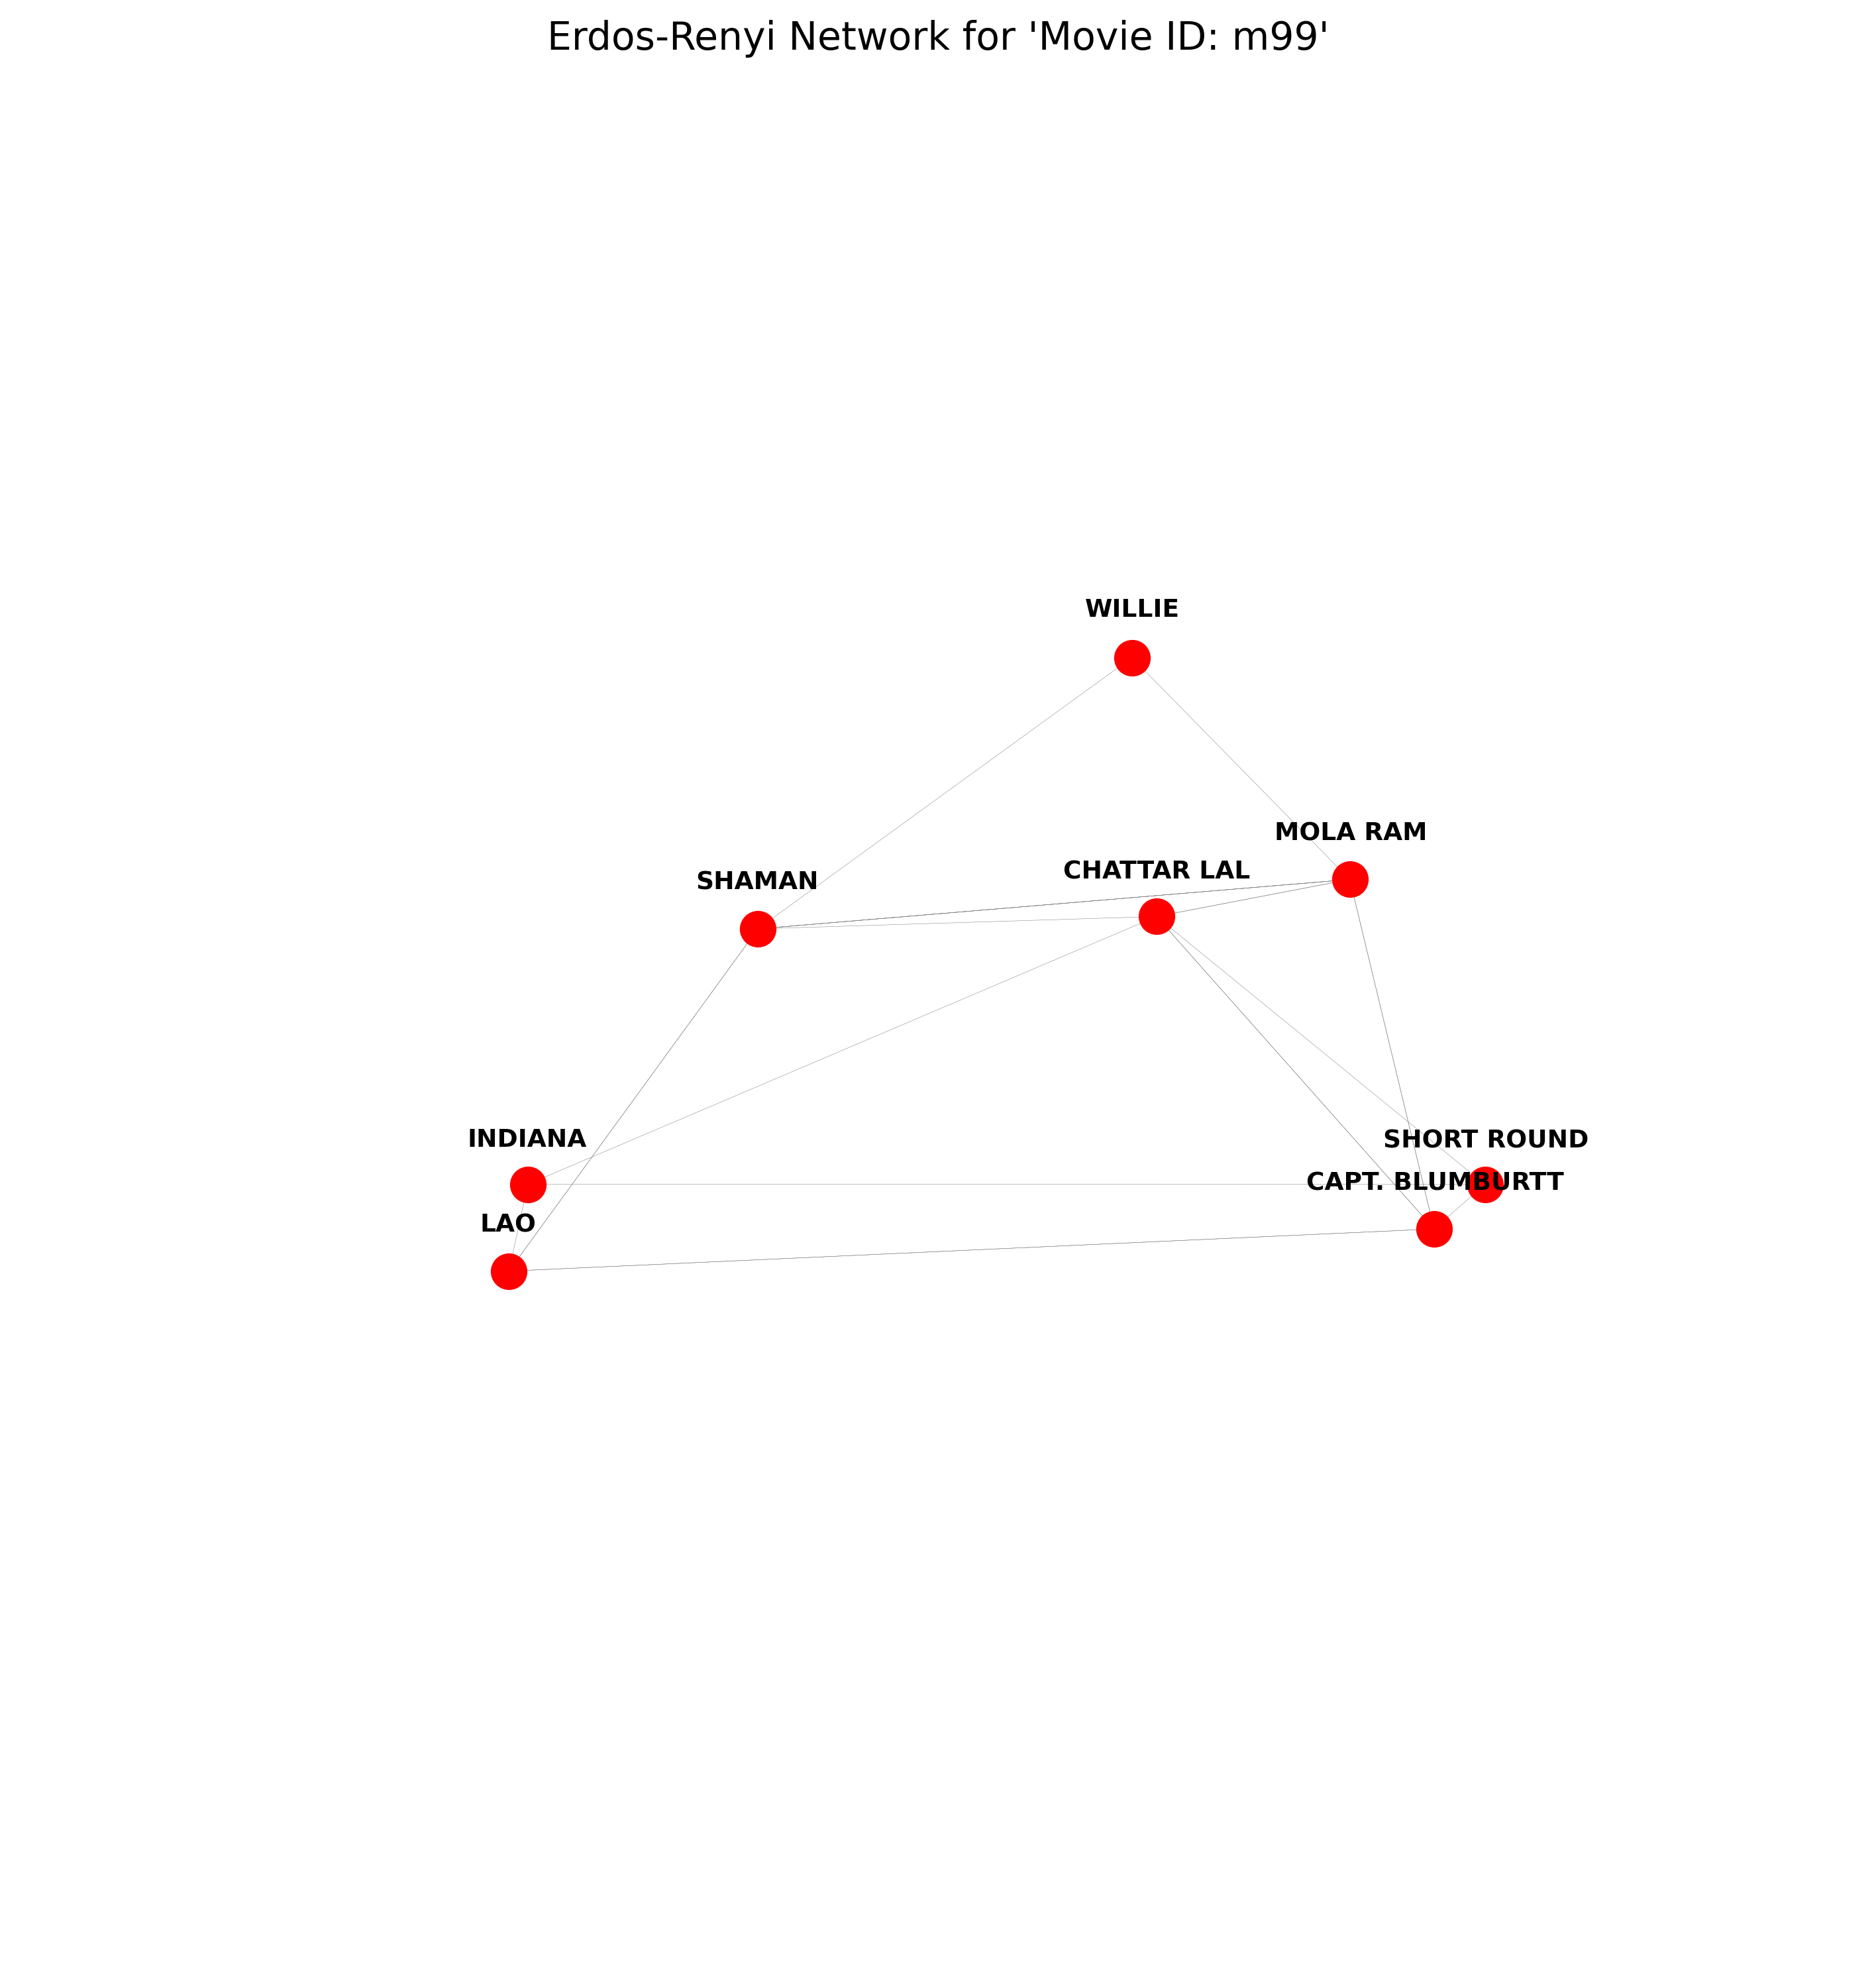 Erdos-Renyi Network for 'Movie ID: m99'
WILLIE
MOLA RAM
CHATTAR LAL
SHAMAN
INDIANA
SHORT ROUND
CAPT. BLUMBURTT
LAO